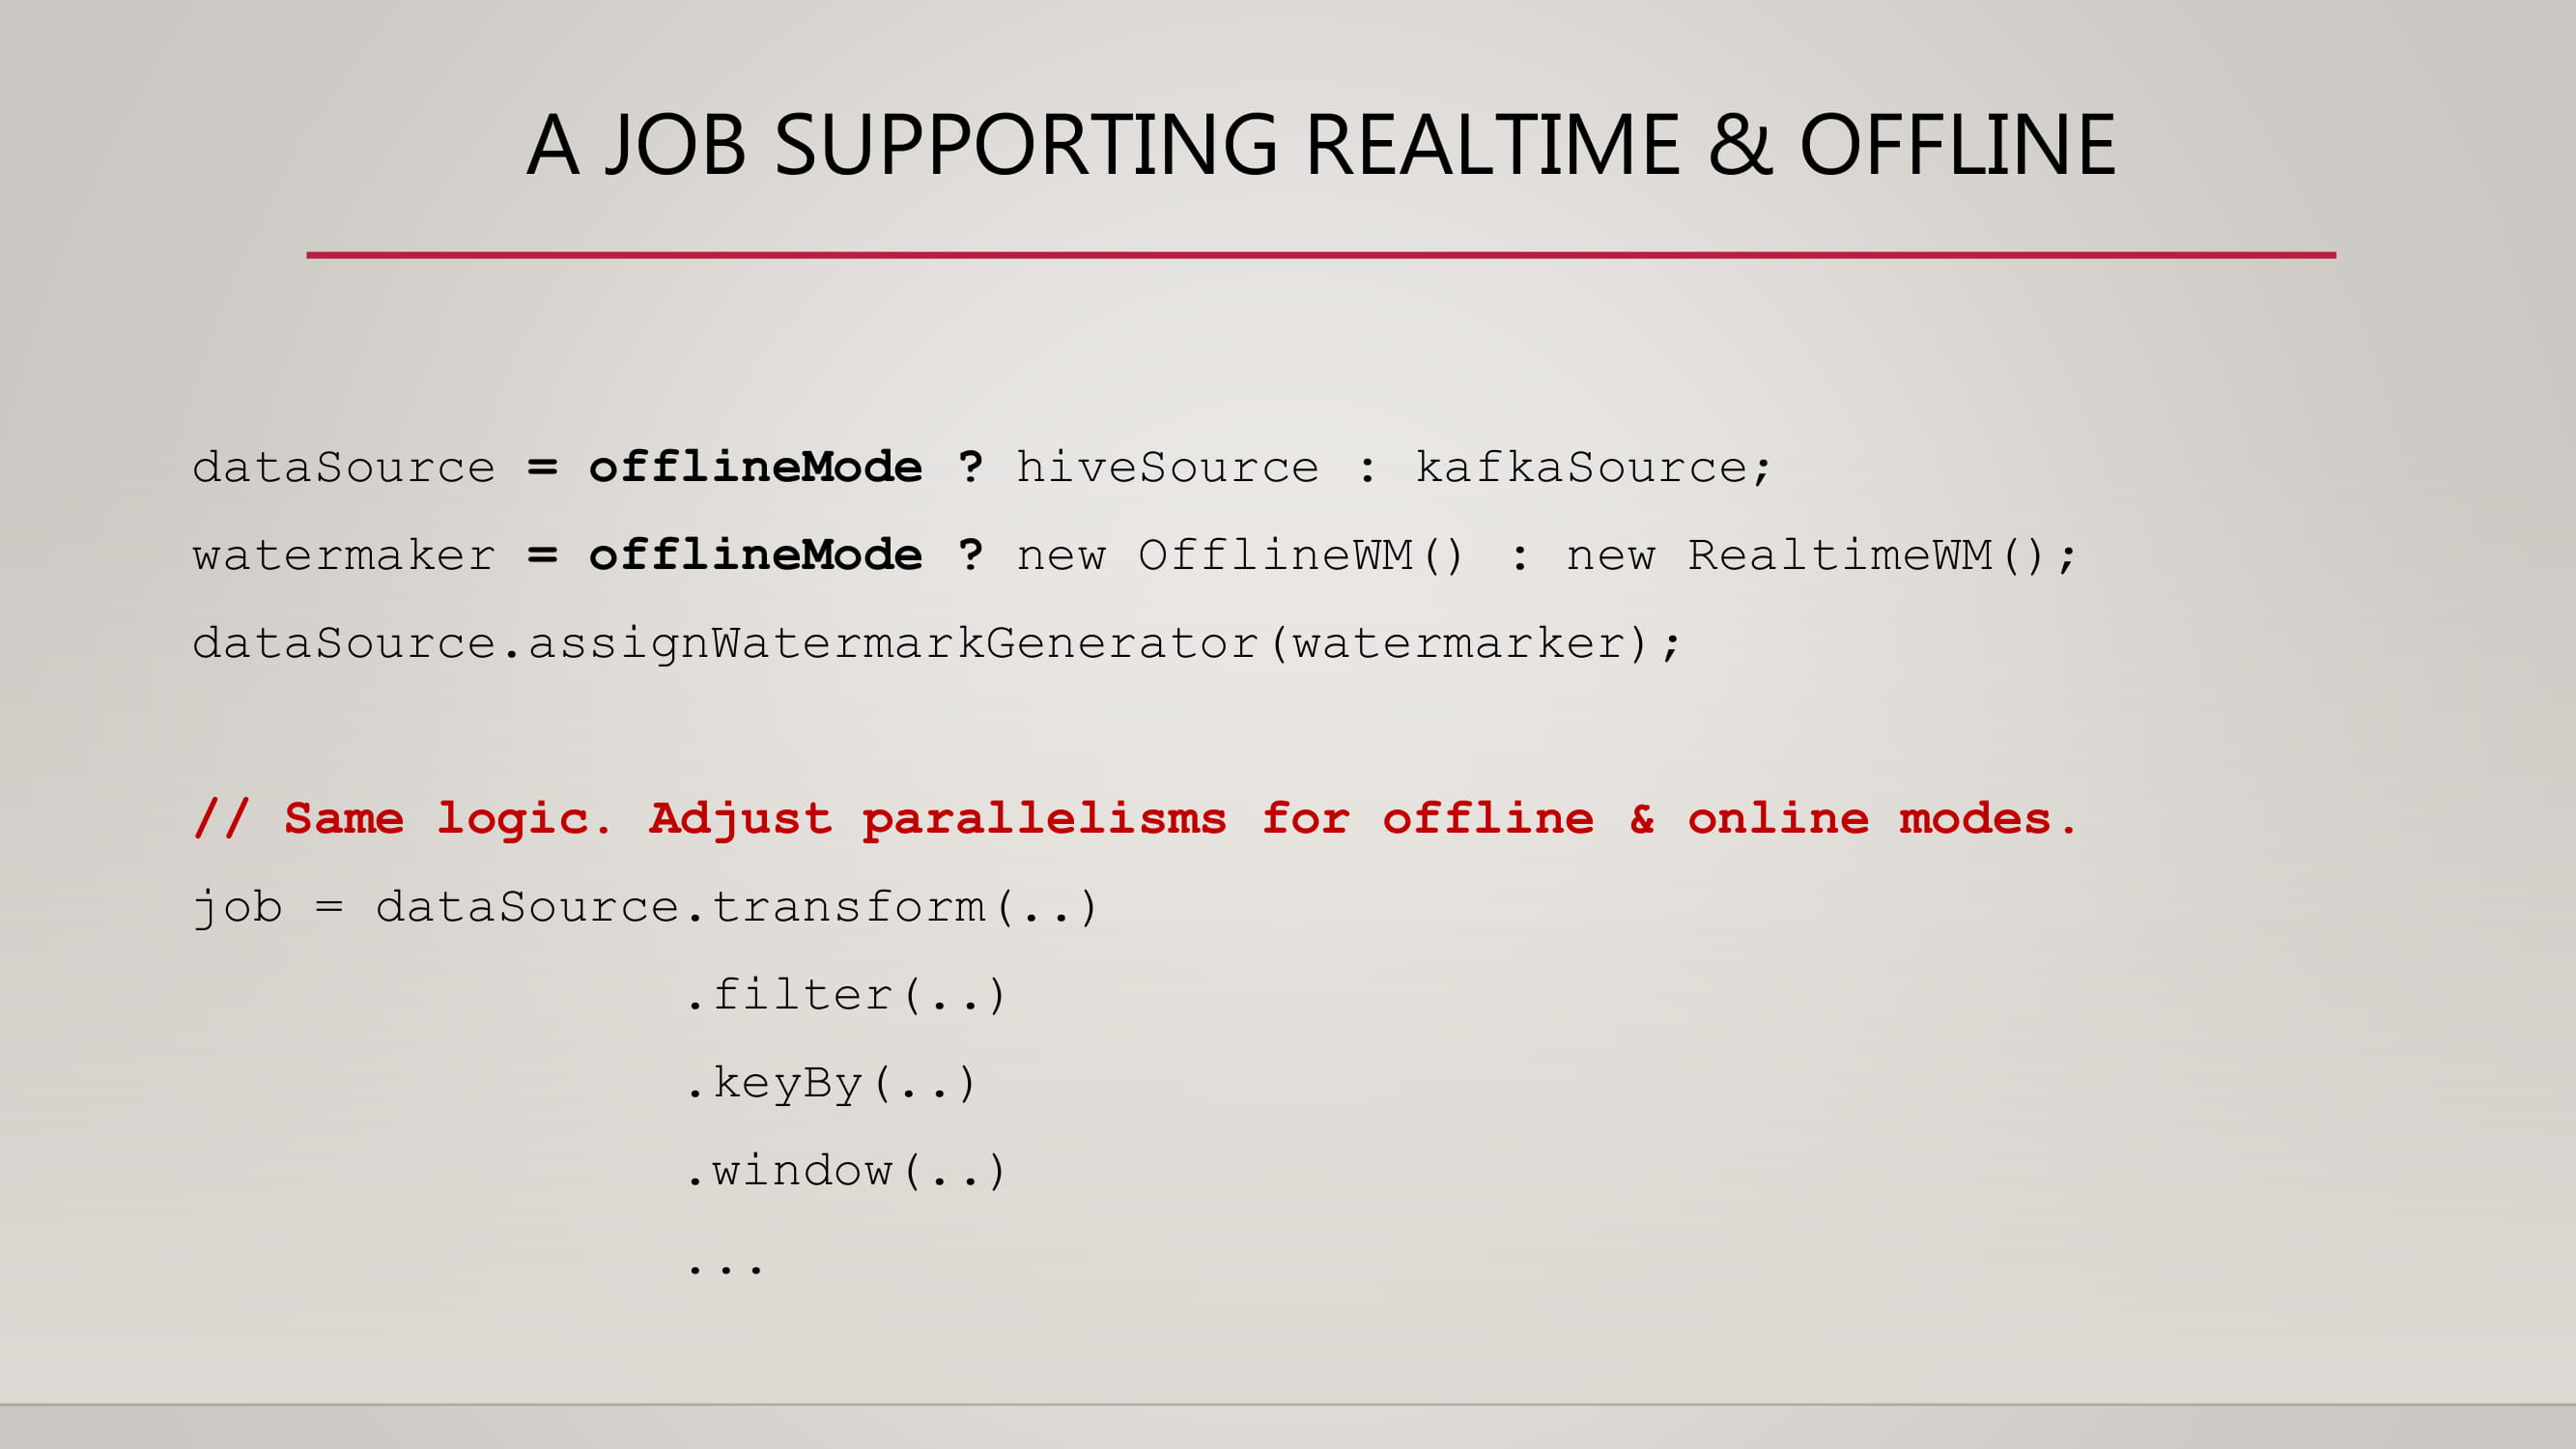 A JOB SUPPORTING REALTIME & OFFLINE
dataSource = offlineMode ? hiveSource : kafkaSource;
watermaker = offlineMode ? new OfflineWM() : new RealtimeWM();
dataSource.assignWatermarkGenerator(watermarker);
// Same logic. Adjust parallelisms for offline & online modes.
job = dataSource.transform(..)
.filter(..)
.keyBy(..)
.window(..)
...